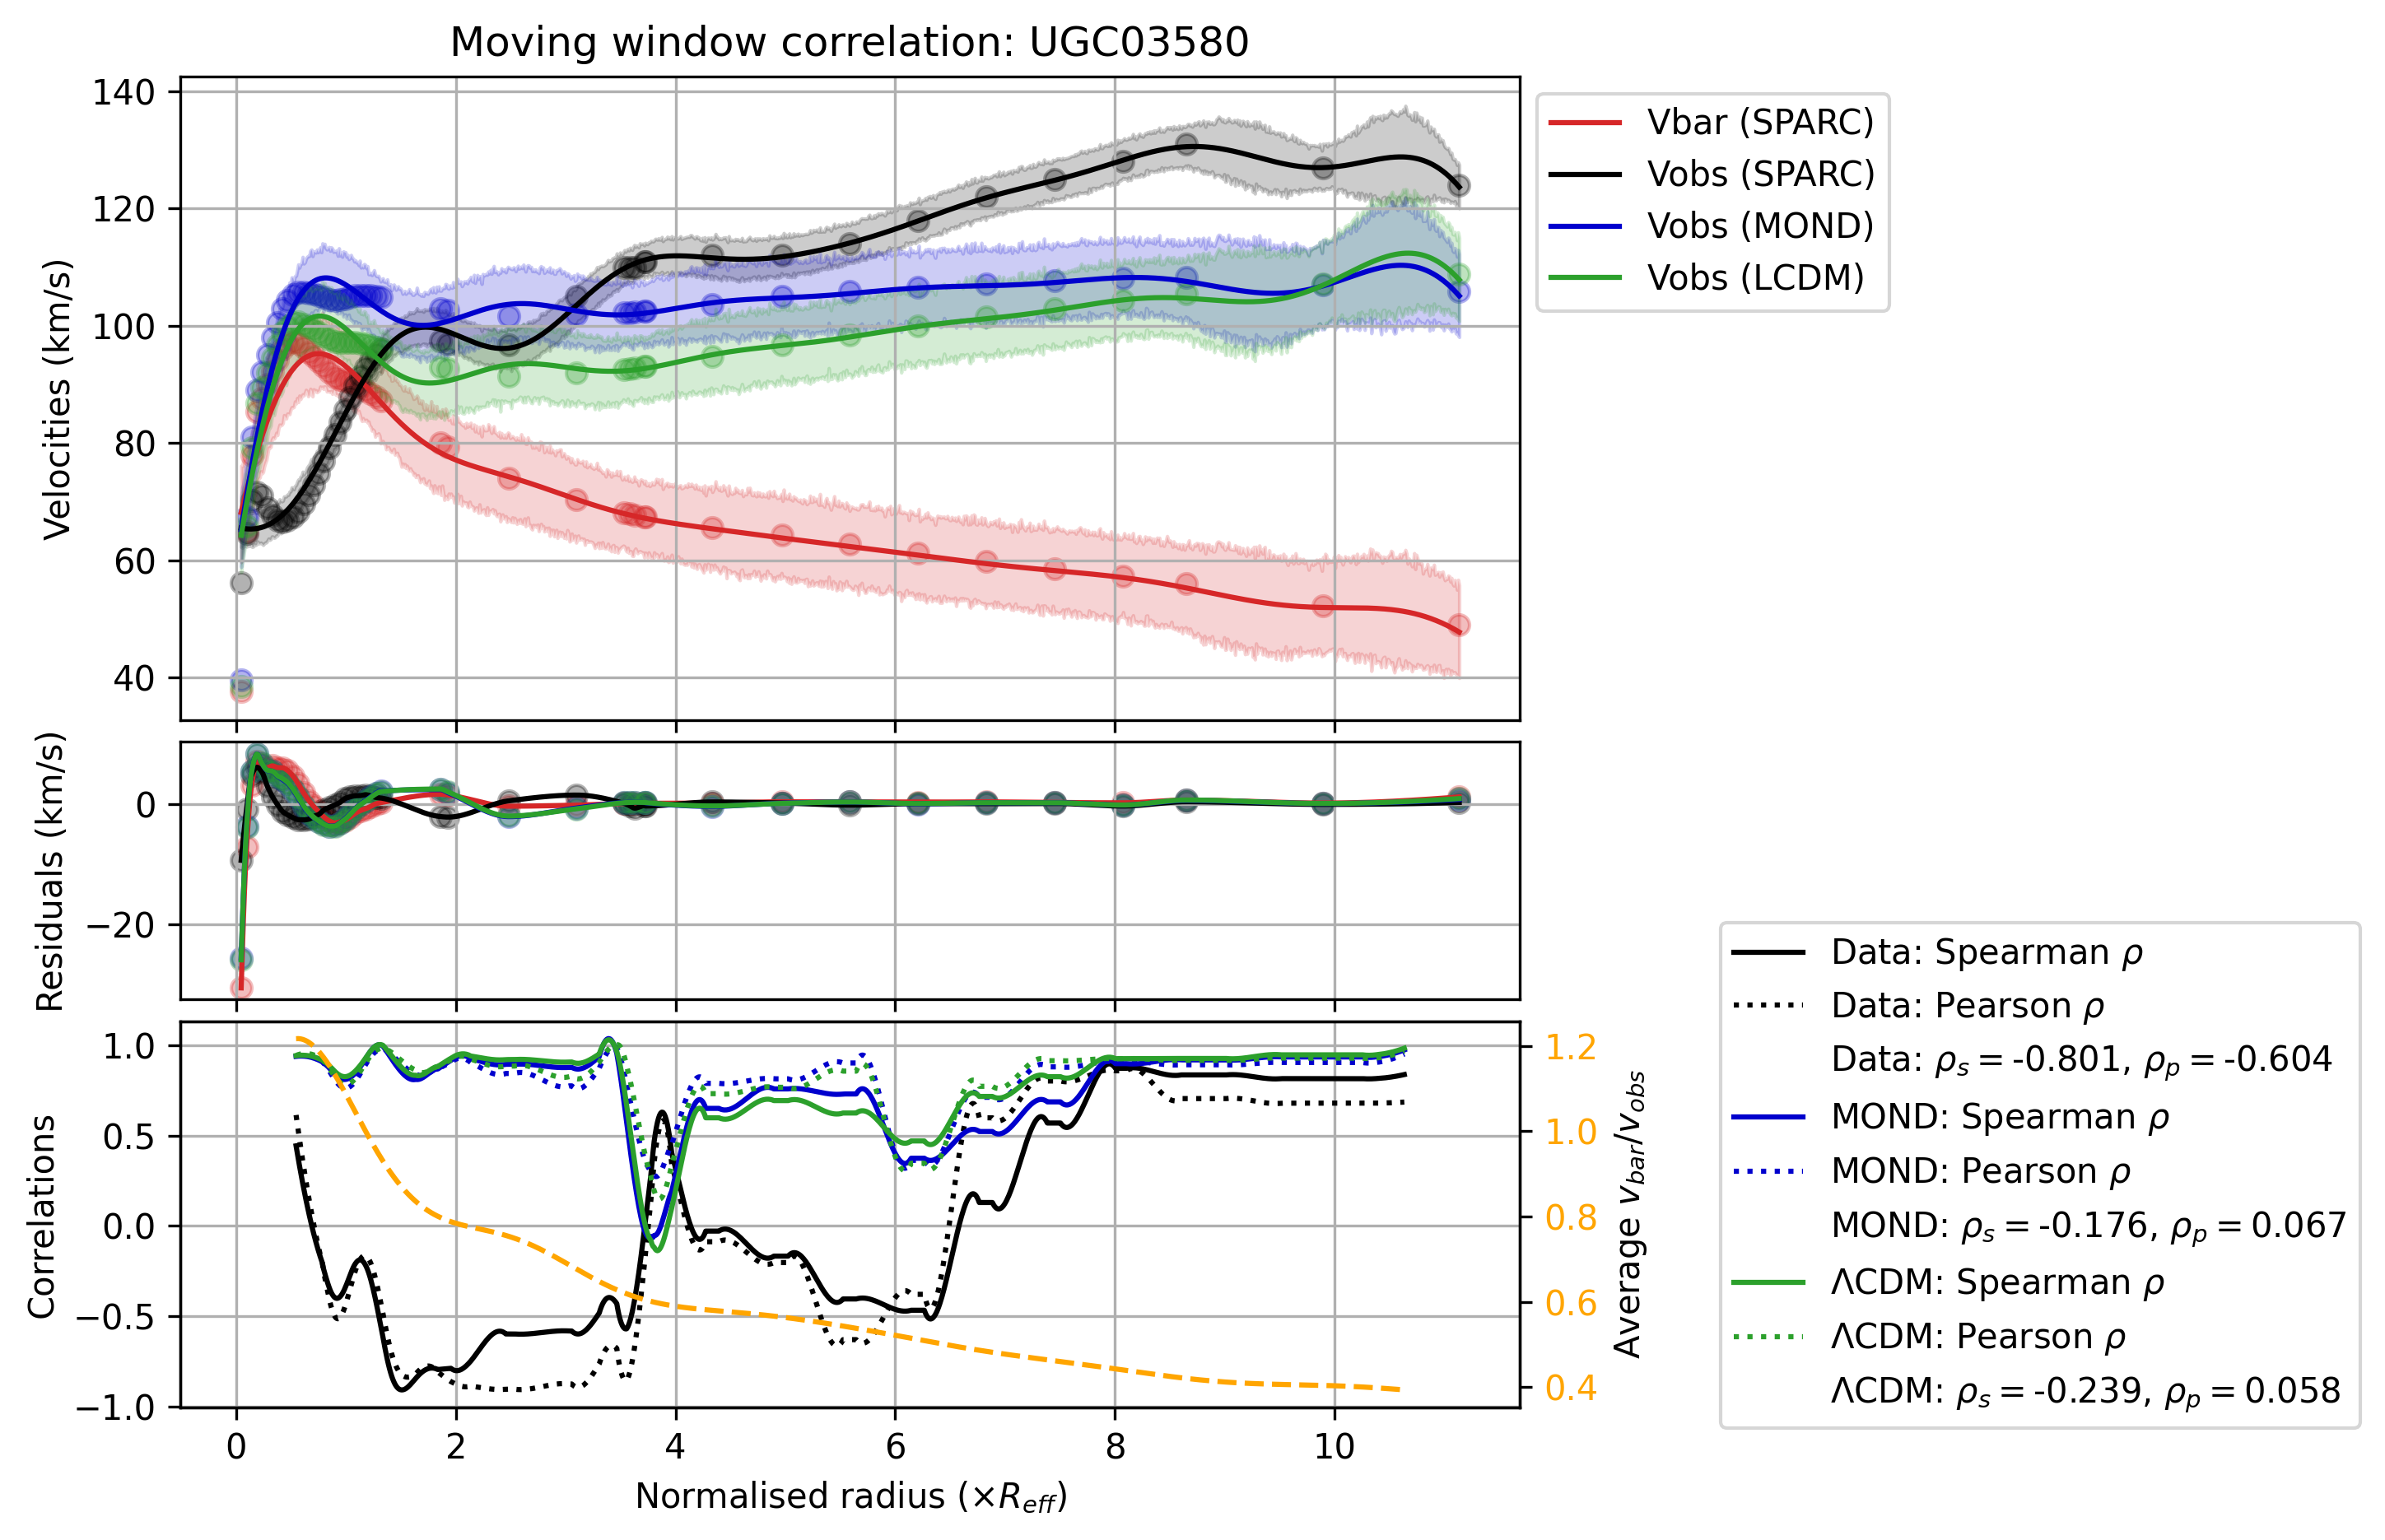 Moving window correlation: UGC03580
Velocities (km/s)
140
120
100
80
60
40
Vbar (SPARC)
Vobs (SPARC)
Vobs (MOND)
Vobs (LCDM)
Residuals (km/s)
0
−20
Correlations
1.0
0.5
0.0
−0.5
−1.0
1.2
1.0
0.8
0.6
0.4
Average v_bar/v_obs
0 2 4 6 8 10
Normalised radius (×R_eff)
Data: Spearman ρ
Data: Pearson ρ
Data: ρ_s = -0.801, ρ_p = -0.604
MOND: Spearman ρ
MOND: Pearson ρ
MOND: ρ_s = -0.176, ρ_p = 0.067
ΛCDM: Spearman ρ
ΛCDM: Pearson ρ
ΛCDM: ρ_s = -0.239, ρ_p = 0.058